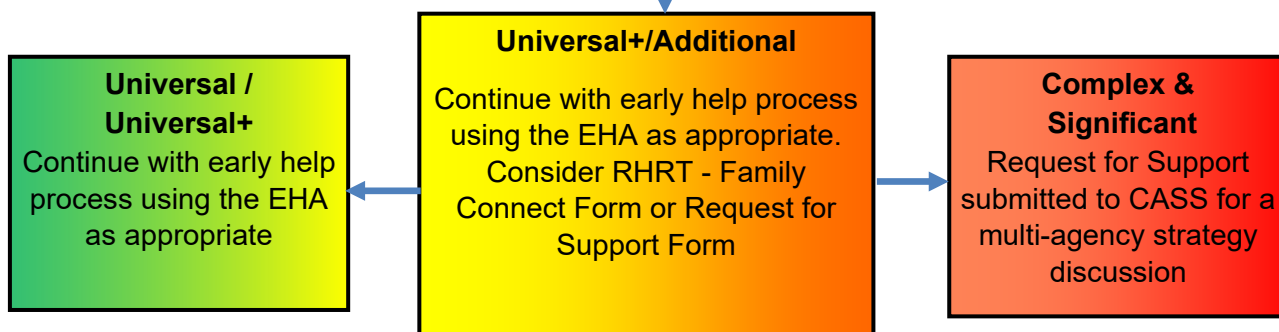 Universal /
Universal+
Continue with early help
process using the EHA
as appropriate
Universal+/Additional
Continue with early help process
using the EHA as appropriate.
Consider RHRT - Family
Connect Form or Request for
Support Form
Complex &
Significant
Request for Support
submitted to CASS for a
multi-agency strategy
discussion